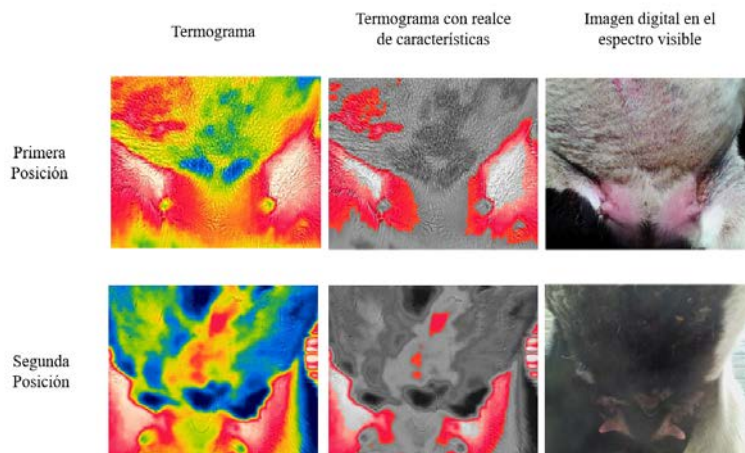 Termograma
Termograma con realce
de características
Imagen digital en el
espectro visible
Primera
Posición
Segunda
Posición